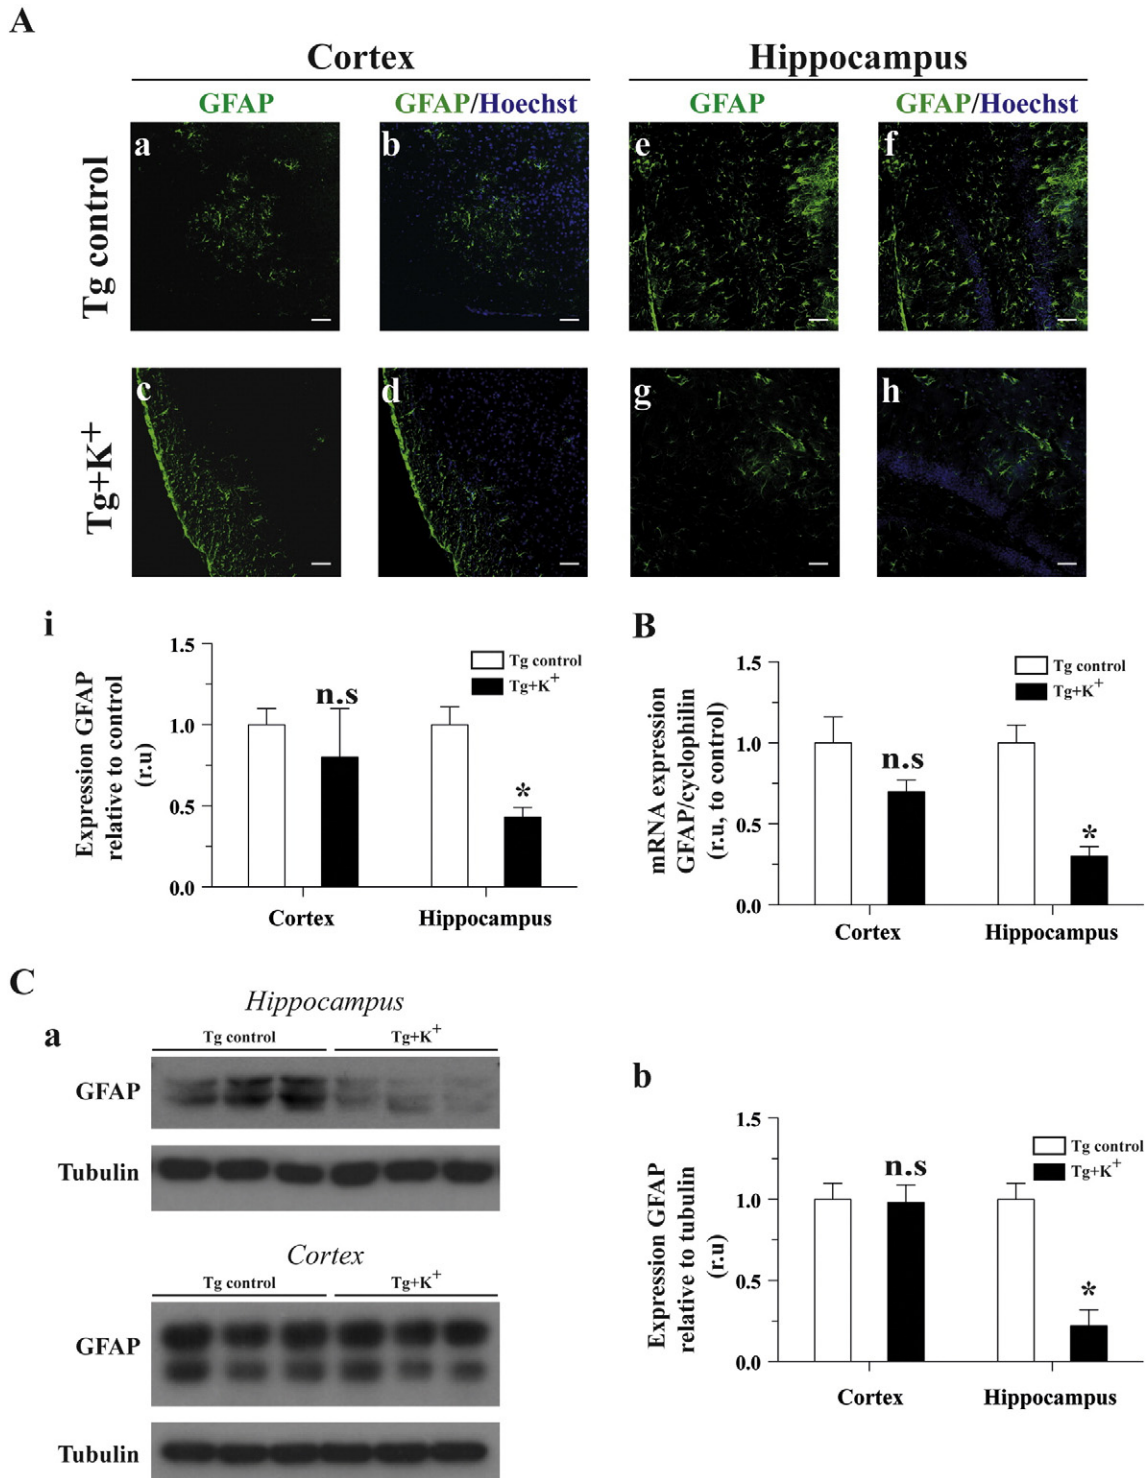 A
Cortex
Hippocampus
GFAP
GFAP/Hoechst
GFAP
GFAP/Hoechst
Tg control
a
b
e
f
Tg+K+
c
d
g
h
i
Expression GFAP
relative to control
(r.u)
1.5
1.0
0.5
0.0
n.s
*
Tg control
Tg+K+
Cortex
Hippocampus
B
mRNA expression
GFAP/cyclophilin
(r.u, to control)
1.5
1.0
0.5
0.0
n.s
*
Tg control
Tg+K+
Cortex
Hippocampus
C
a
Hippocampus
Tg control
Tg+K+
GFAP
Tubulin
Cortex
Tg control
Tg+K+
GFAP
Tubulin
b
Expression GFAP
relative to tubulin
(r.u)
1.5
1.0
0.5
0.0
n.s
*
Tg control
Tg+K+
Cortex
Hippocampus